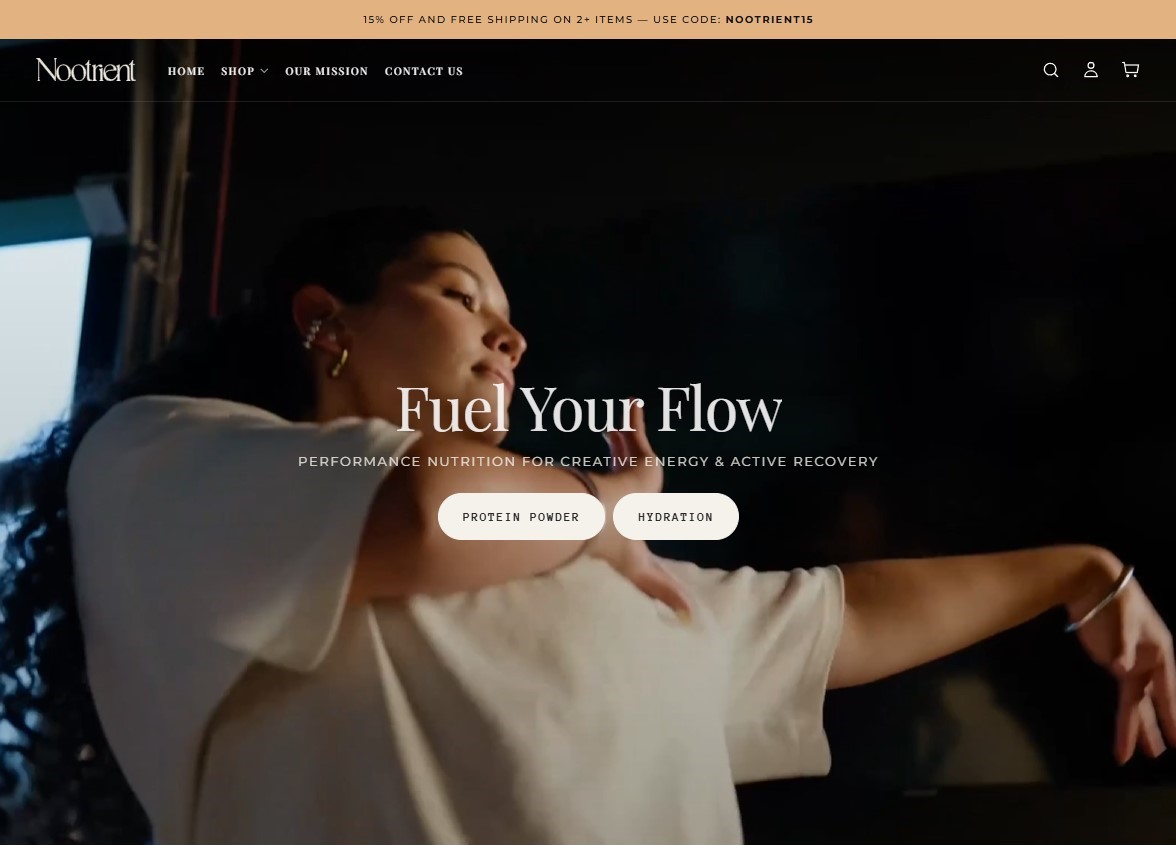 15% OFF AND FREE SHIPPING ON 2+ ITEMS — USE CODE: NOOTRIENT15
Nootrient
HOME SHOP OUR MISSION CONTACT US
Fuel Your Flow
PERFORMANCE NUTRITION FOR CREATIVE ENERGY & ACTIVE RECOVERY
PROTEIN POWDER HYDRATION